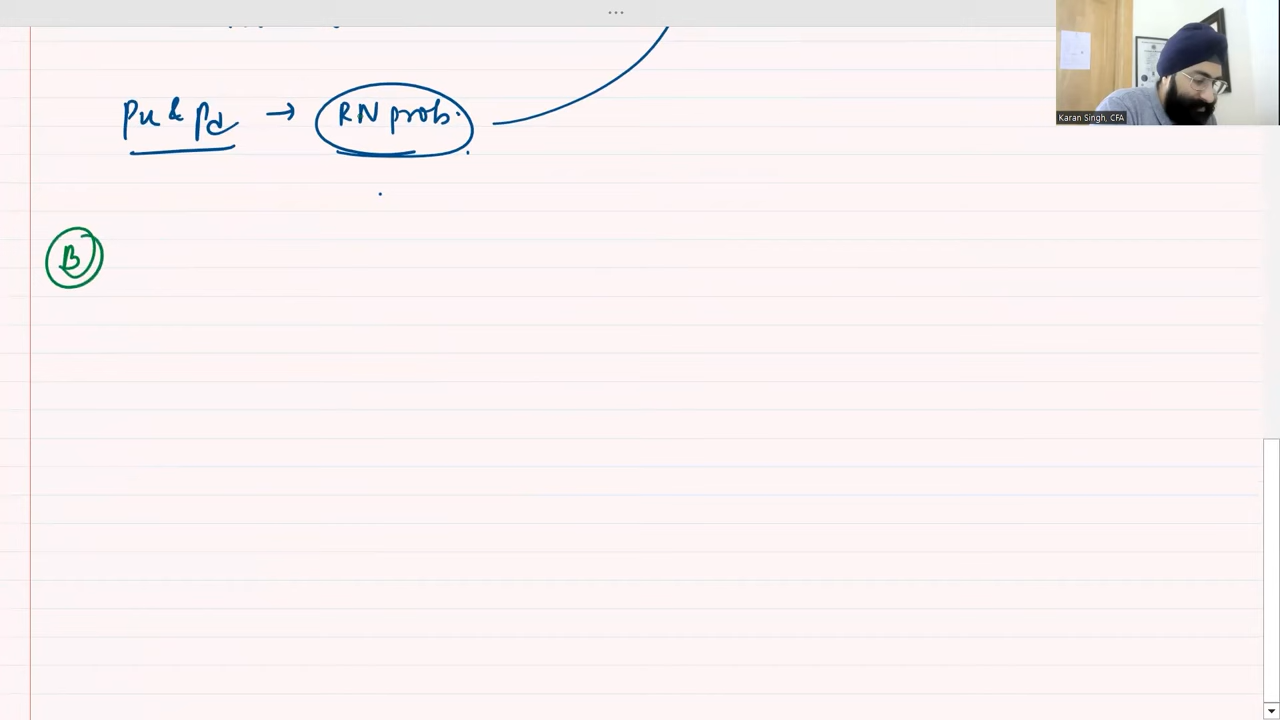 Karan Singh, CFA
pu & pd → RN prob.
B